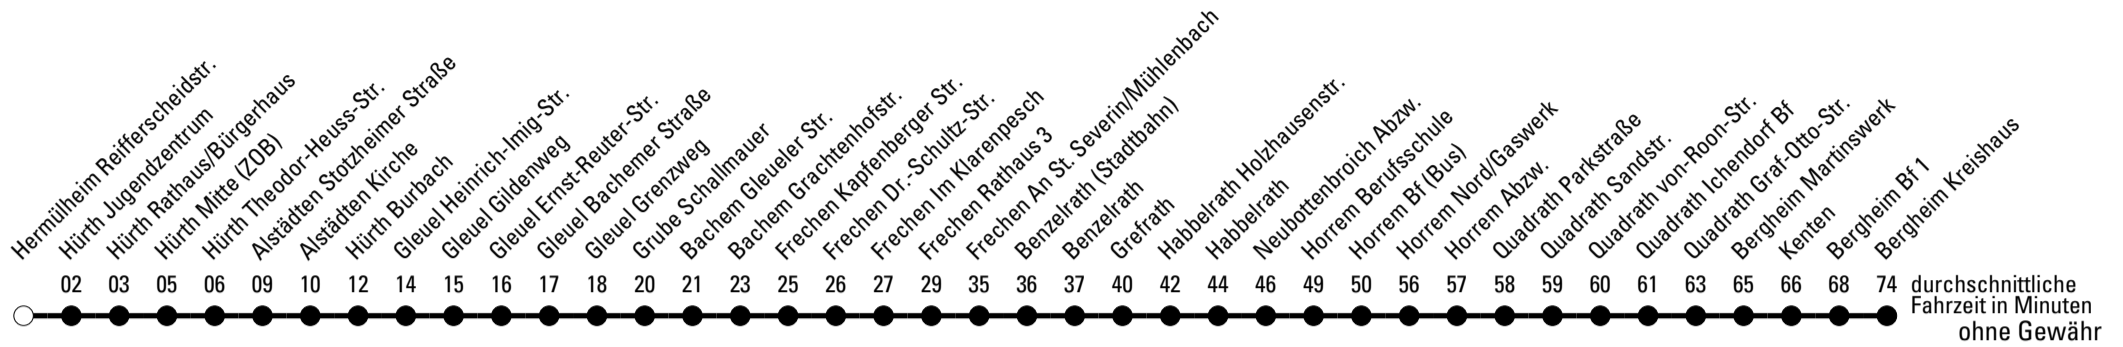 Hermülheim Reifferscheidstr.
Hürth Jugendzentrum
Hürth Rathaus/Bürgerhaus
Hürth Mitte (ZOB)
Hürth Theodor-Heuss-Str.
Alstädten Stotzheimer Straße
Alstädten Kirche
Hürth Burbach
Gleuel Heinrich-Imig-Str.
Gleuel Gildenweg
Gleuel Ernst-Reuter-Str.
Gleuel Bachemer Straße
Gleuel Grenzweg
Grube Schallmauer
Bachem Gleueler Str.
Bachem Grachtenhofstr.
Frechen Kapfenberger Str.
Frechen Dr.-Schultz-Str.
Frechen Im Klarenpesch
Frechen Rathaus 3
Frechen An St. Severin/Mühlenbach
Benzelrath (Stadtbahn)
Benzelrath
Grefrath
Habbelrath Holzhausenstr.
Habbelrath
Neubottenbroich Abzw.
Horrem Berufsschule
Horrem Bf (Bus)
Horrem Nord/Gaswerk
Horrem Abzw.
Quadrath Parkstraße
Quadrath Sandstr.
Quadrath von-Roon-Str.
Quadrath Ichendorf Bf
Quadrath Graf-Otto-Str.
Bergheim Martinswerk
Kenten
Bergheim Bf 1
Bergheim Kreishaus
02 03 05 06 09 10 12 14 15 16 17 18 20 21 23 25 26 27 29 35 36 37 40 42 44 46 49 50 56 57 58 59 60 61 63 65 66 68 74 durchschnittliche
Fahrzeit in Minuten
ohne Gewähr